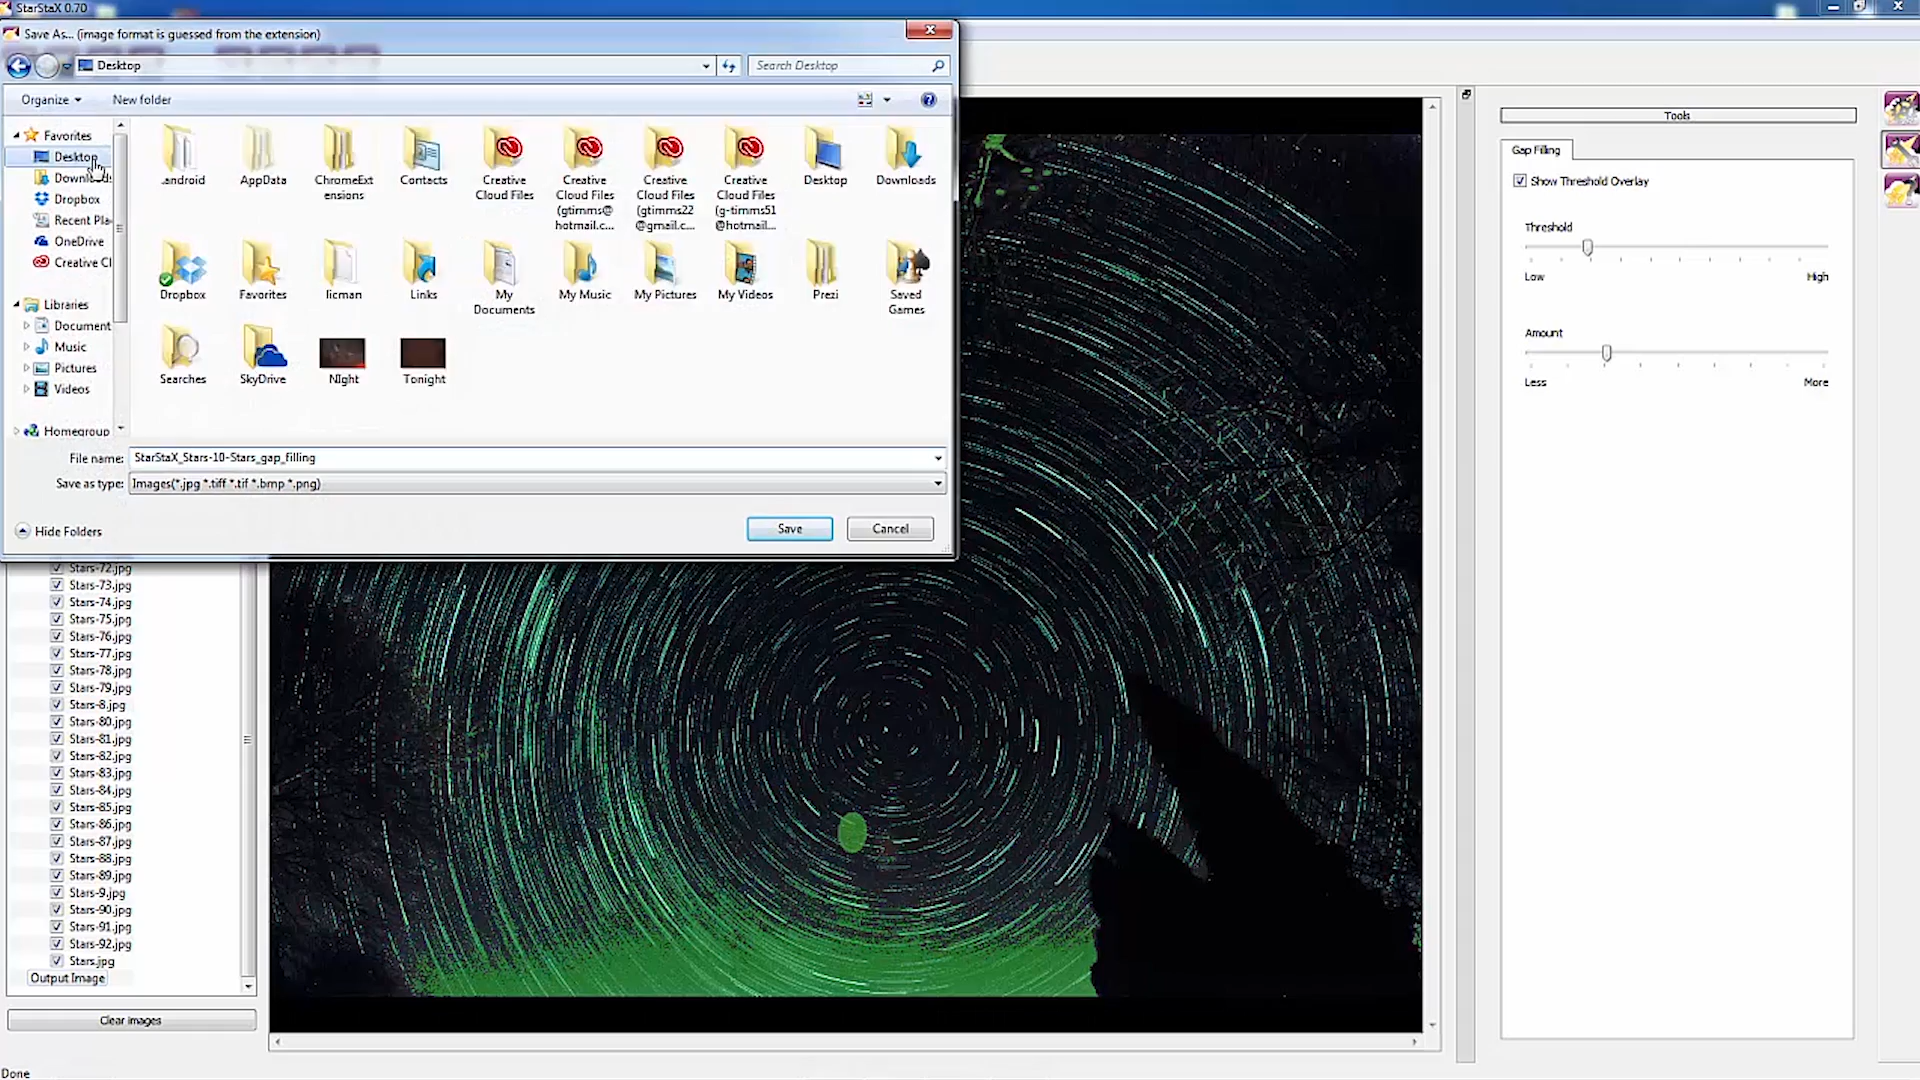 StarStaX 0.70
Save As... (image format is guessed from the extension)
Desktop
Search Desktop
Organize
New folder
Favorites
Desktop
Downloads
Dropbox
Recent Pla
OneDrive
Creative Cl
Libraries
Document
Music
Pictures
Videos
Homegroup
.android
AppData
ChromeExt
ensions
Contacts
Creative
Cloud Files
Creative
Cloud Files
(gtimms@
hotmail.c...
Creative
Cloud Files
(gtimms22
@gmail.c...
Creative
Cloud Files
(g-timms51
@hotmail...
Desktop
Downloads
Dropbox
Favorites
licman
Links
My
Documents
My Music
My Pictures
My Videos
Prezi
Saved
Games
Searches
SkyDrive
NIght
Tonight
File name:
StarStaX_Stars-10-Stars_gap_filling
Save as type:
Images(*.jpg *.tiff *.tif *.bmp *.png)
Hide Folders
Save
Cancel
Stars-72.jpg
Stars-73.jpg
Stars-74.jpg
Stars-75.jpg
Stars-76.jpg
Stars-77.jpg
Stars-78.jpg
Stars-79.jpg
Stars-8.jpg
Stars-80.jpg
Stars-81.jpg
Stars-82.jpg
Stars-83.jpg
Stars-84.jpg
Stars-85.jpg
Stars-86.jpg
Stars-87.jpg
Stars-88.jpg
Stars-89.jpg
Stars-9.jpg
Stars-90.jpg
Stars-91.jpg
Stars-92.jpg
Stars.jpg
Output Image
Clear images
Done
Tools
Gap Filling
Show Threshold Overlay
Threshold
Low
High
Amount
Less
More